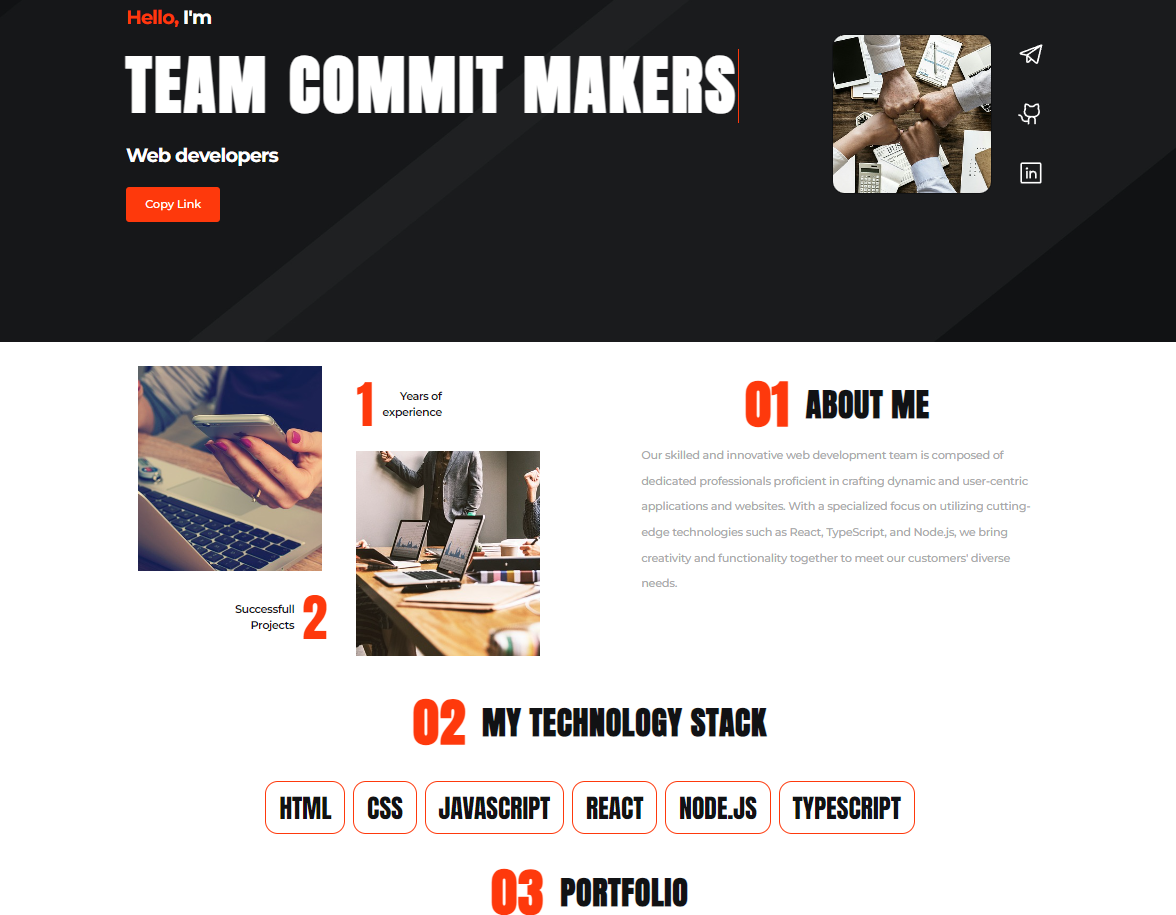 Hello, I'm
TEAM COMMIT MAKERS
Web developers
Copy Link
1 Years of
experience
Successfull
Projects 2
01 ABOUT ME
Our skilled and innovative web development team is composed of
dedicated professionals proficient in crafting dynamic and user-centric
applications and websites. With a specialized focus on utilizing cutting-
edge technologies such as React, TypeScript, and Node.js, we bring
creativity and functionality together to meet our customers' diverse
needs.
02 MY TECHNOLOGY STACK
HTML CSS JAVASCRIPT REACT NODE.JS TYPESCRIPT
03 PORTFOLIO